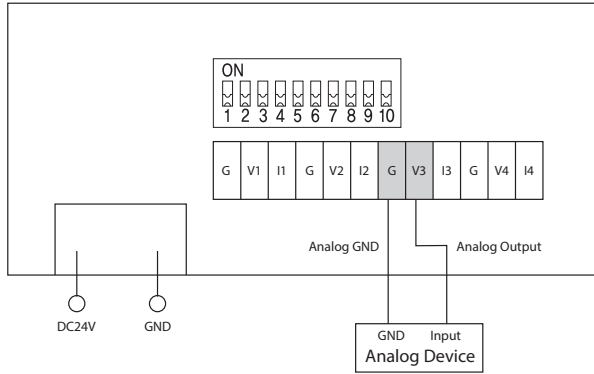 ON
1 2 3 4 5 6 7 8 9 10
G V1 I1 G V2 I2 G V3 I3 G V4 I4
Analog GND Analog Output
DC24V GND
GND Input
Analog Device